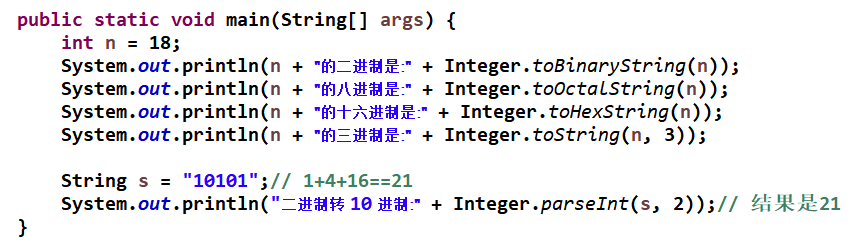 public static void main(String[] args) {
    int n = 18;
    System.out.println(n + "的二进制是:" + Integer.toBinaryString(n));
    System.out.println(n + "的八进制是:" + Integer.toOctalString(n));
    System.out.println(n + "的十六进制是:" + Integer.toHexString(n));
    System.out.println(n + "的三进制是:" + Integer.toString(n, 3));
    String s = "10101";// 1+4+16==21
    System.out.println("二进制转10进制:" + Integer.parseInt(s, 2));// 结果是21
}